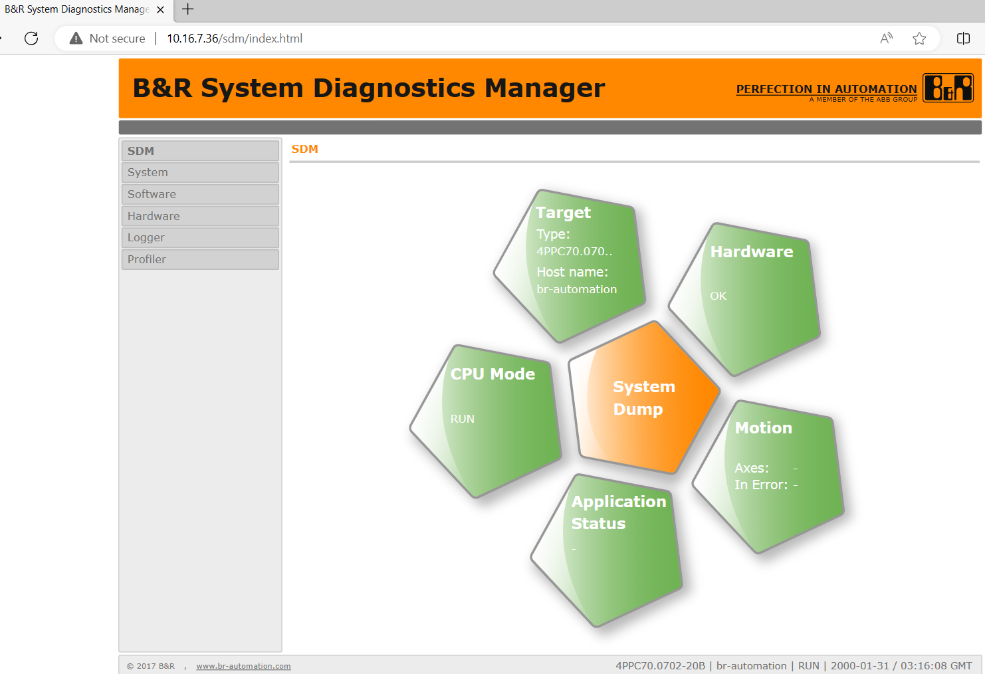 B&R System Diagnostics Manage
Not secure
10.16.7.36/sdm/index.html
B&R System Diagnostics Manager
PERFECTION IN AUTOMATION
A MEMBER OF THE ABB GROUP
B&R
SDM
System
Software
Hardware
Logger
Profiler
SDM
Target
Type:
4PPC70.070..
Host name:
br-automation
Hardware
OK
CPU Mode
RUN
System
Dump
Motion
Axes: -
In Error: -
Application
Status
-
© 2017 B&R , www.br-automation.com
4PPC70.0702-20B | br-automation | RUN | 2000-01-31 / 03:16:08 GMT